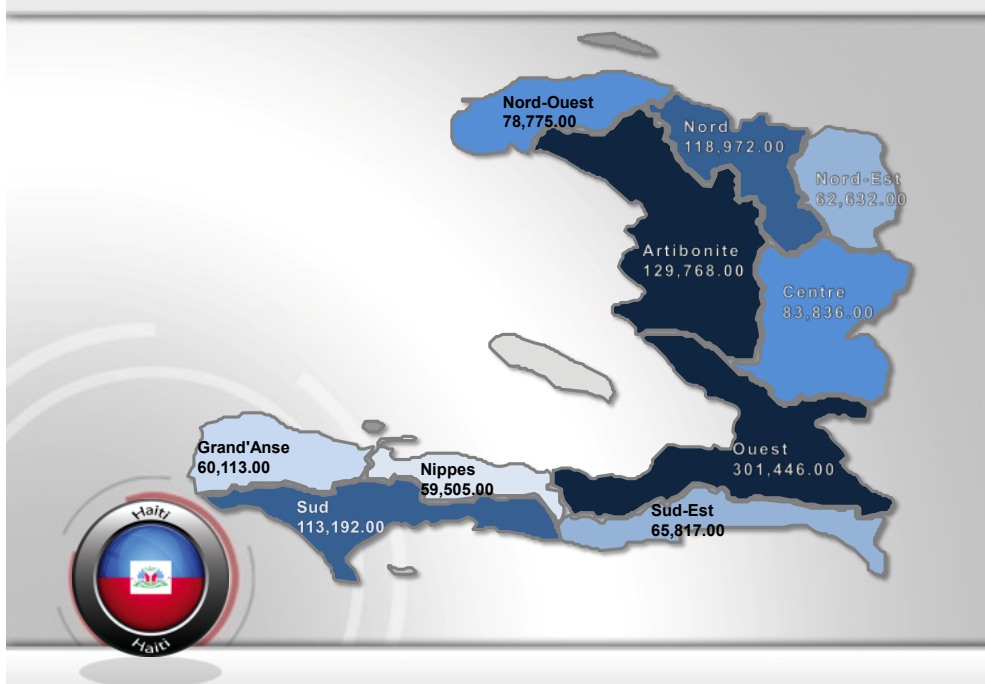 Nord-Ouest
78,775.00
Nord
118,972.00
Nord-Est
62,632.00
Artibonite
129,768.00
Centre
83,836.00
Grand'Anse
60,113.00
Nippes
59,505.00
Ouest
301,446.00
Sud
113,192.00
Sud-Est
65,817.00
Haiti
Haiti